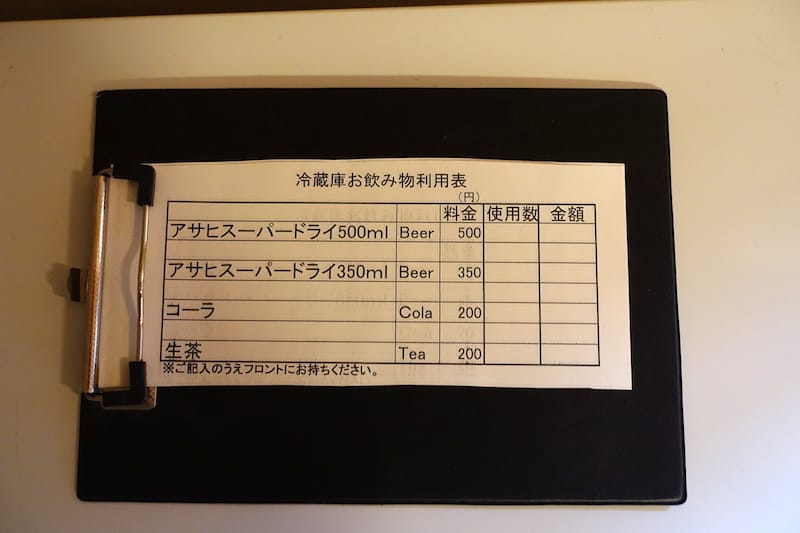 冷蔵庫お飲み物利用表
(円)
料金 使用数 金額
アサヒスーパードライ500ml Beer 500
アサヒスーパードライ350ml Beer 350
コーラ Cola 200
生茶 Tea 200
※ご記入のうえフロントにお持ちください。